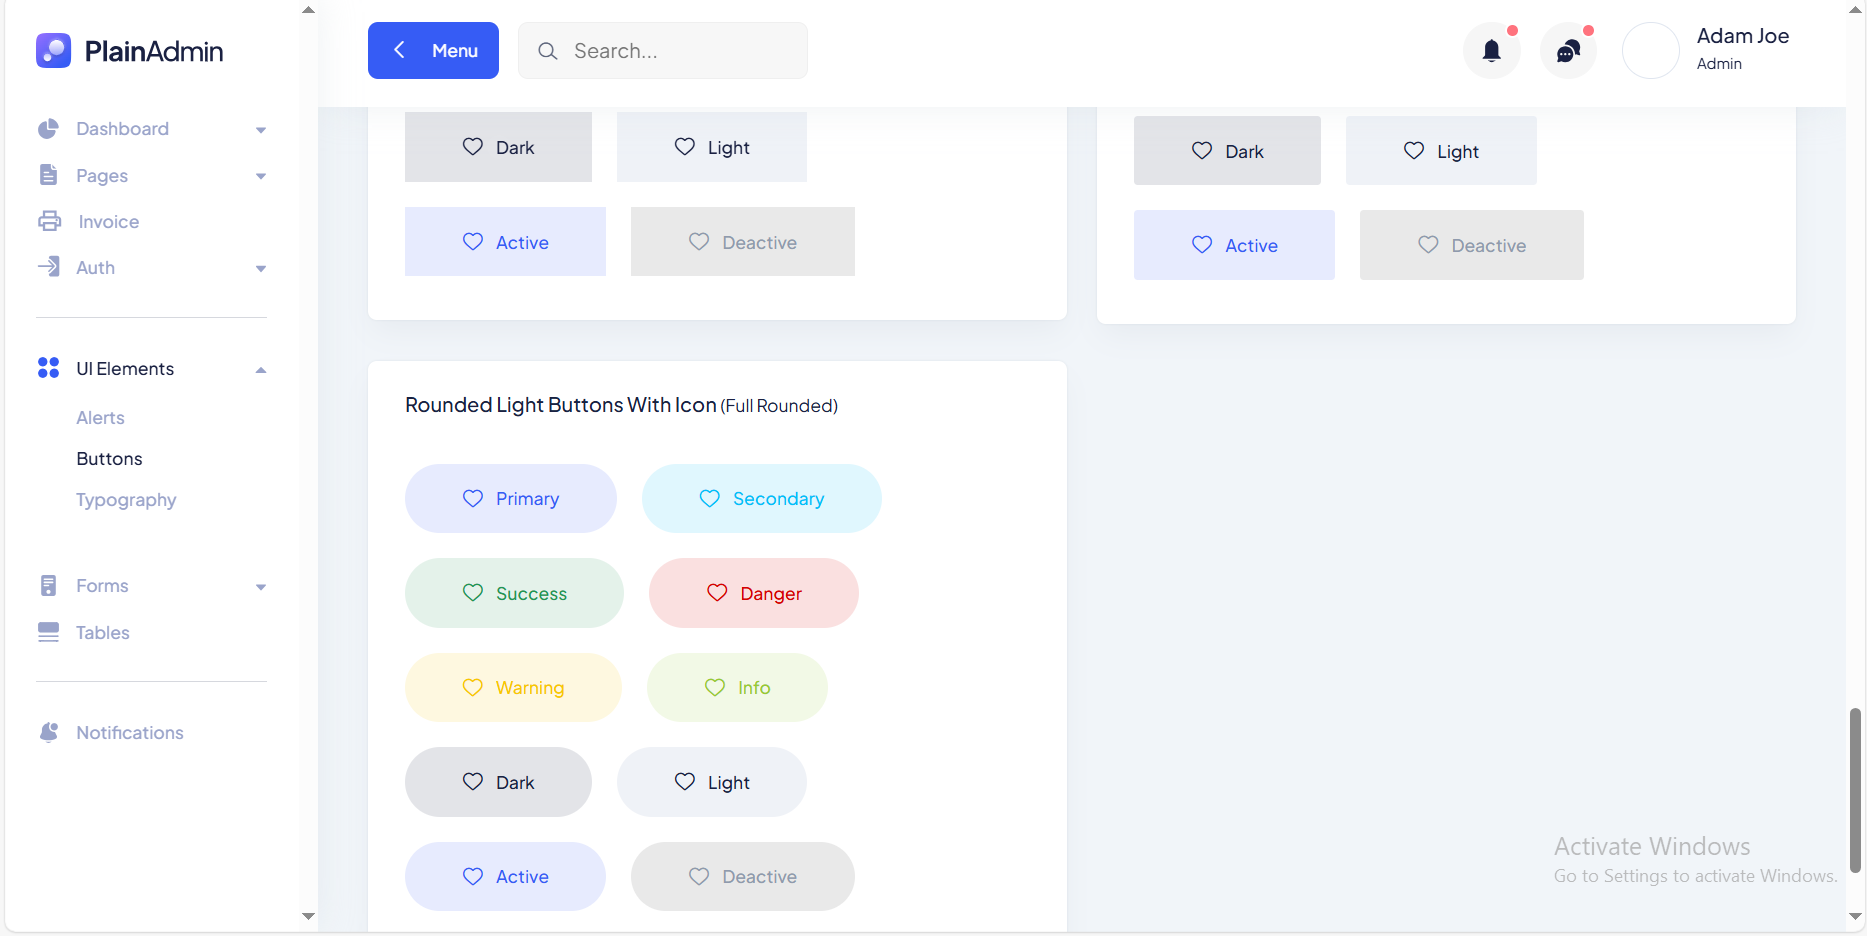 PlainAdmin
Dashboard
Pages
Invoice
Auth
UI Elements
Alerts
Buttons
Typography
Forms
Tables
Notifications
Menu
Search...
Adam Joe
Admin
Dark
Light
Active
Deactive
Dark
Light
Active
Deactive
Rounded Light Buttons With Icon (Full Rounded)
Primary
Secondary
Success
Danger
Warning
Info
Dark
Light
Active
Deactive
Activate Windows
Go to Settings to activate Windows.